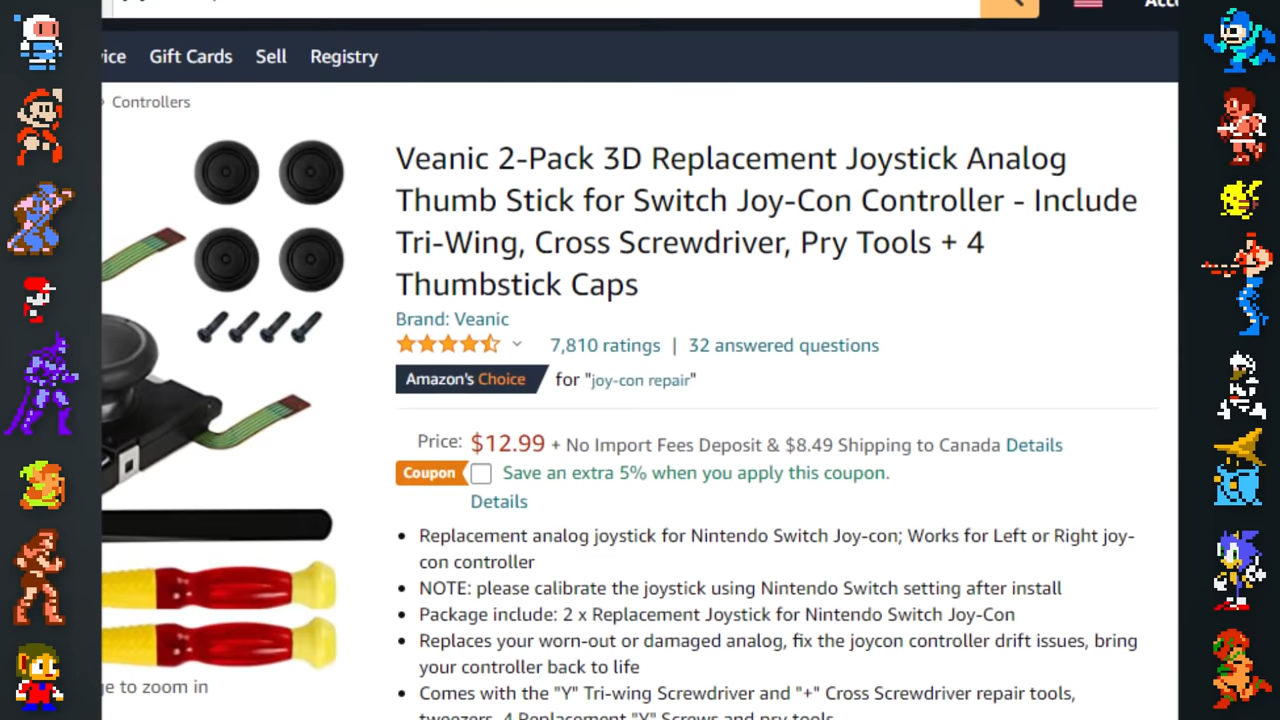 Gift Cards Sell Registry
› Controllers
Veanic 2-Pack 3D Replacement Joystick Analog
Thumb Stick for Switch Joy-Con Controller - Include
Tri-Wing, Cross Screwdriver, Pry Tools + 4
Thumbstick Caps
Brand: Veanic
7,810 ratings | 32 answered questions
Amazon's Choice for "joy-con repair"
Price: $12.99 + No Import Fees Deposit & $8.49 Shipping to Canada Details
Coupon Save an extra 5% when you apply this coupon.
Details
• Replacement analog joystick for Nintendo Switch Joy-con; Works for Left or Right joy-
con controller
• NOTE: please calibrate the joystick using Nintendo Switch setting after install
• Package include: 2 x Replacement Joystick for Nintendo Switch Joy-Con
• Replaces your worn-out or damaged analog, fix the joycon controller drift issues, bring
your controller back to life
• Comes with the "Y" Tri-wing Screwdriver and "+" Cross Screwdriver repair tools,
tweezers, 4 Replacement "Y" Screws and pry tools
to zoom in